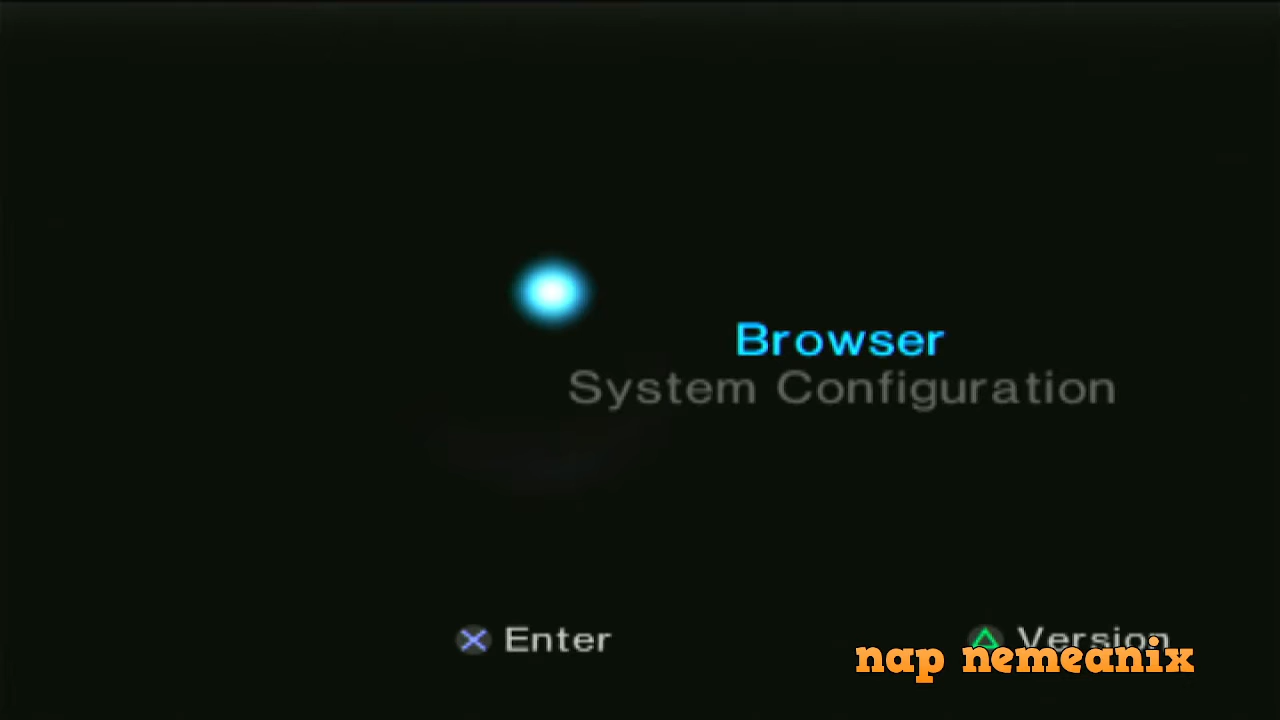 Browser
System Configuration
Enter
Version
nap nemeanix